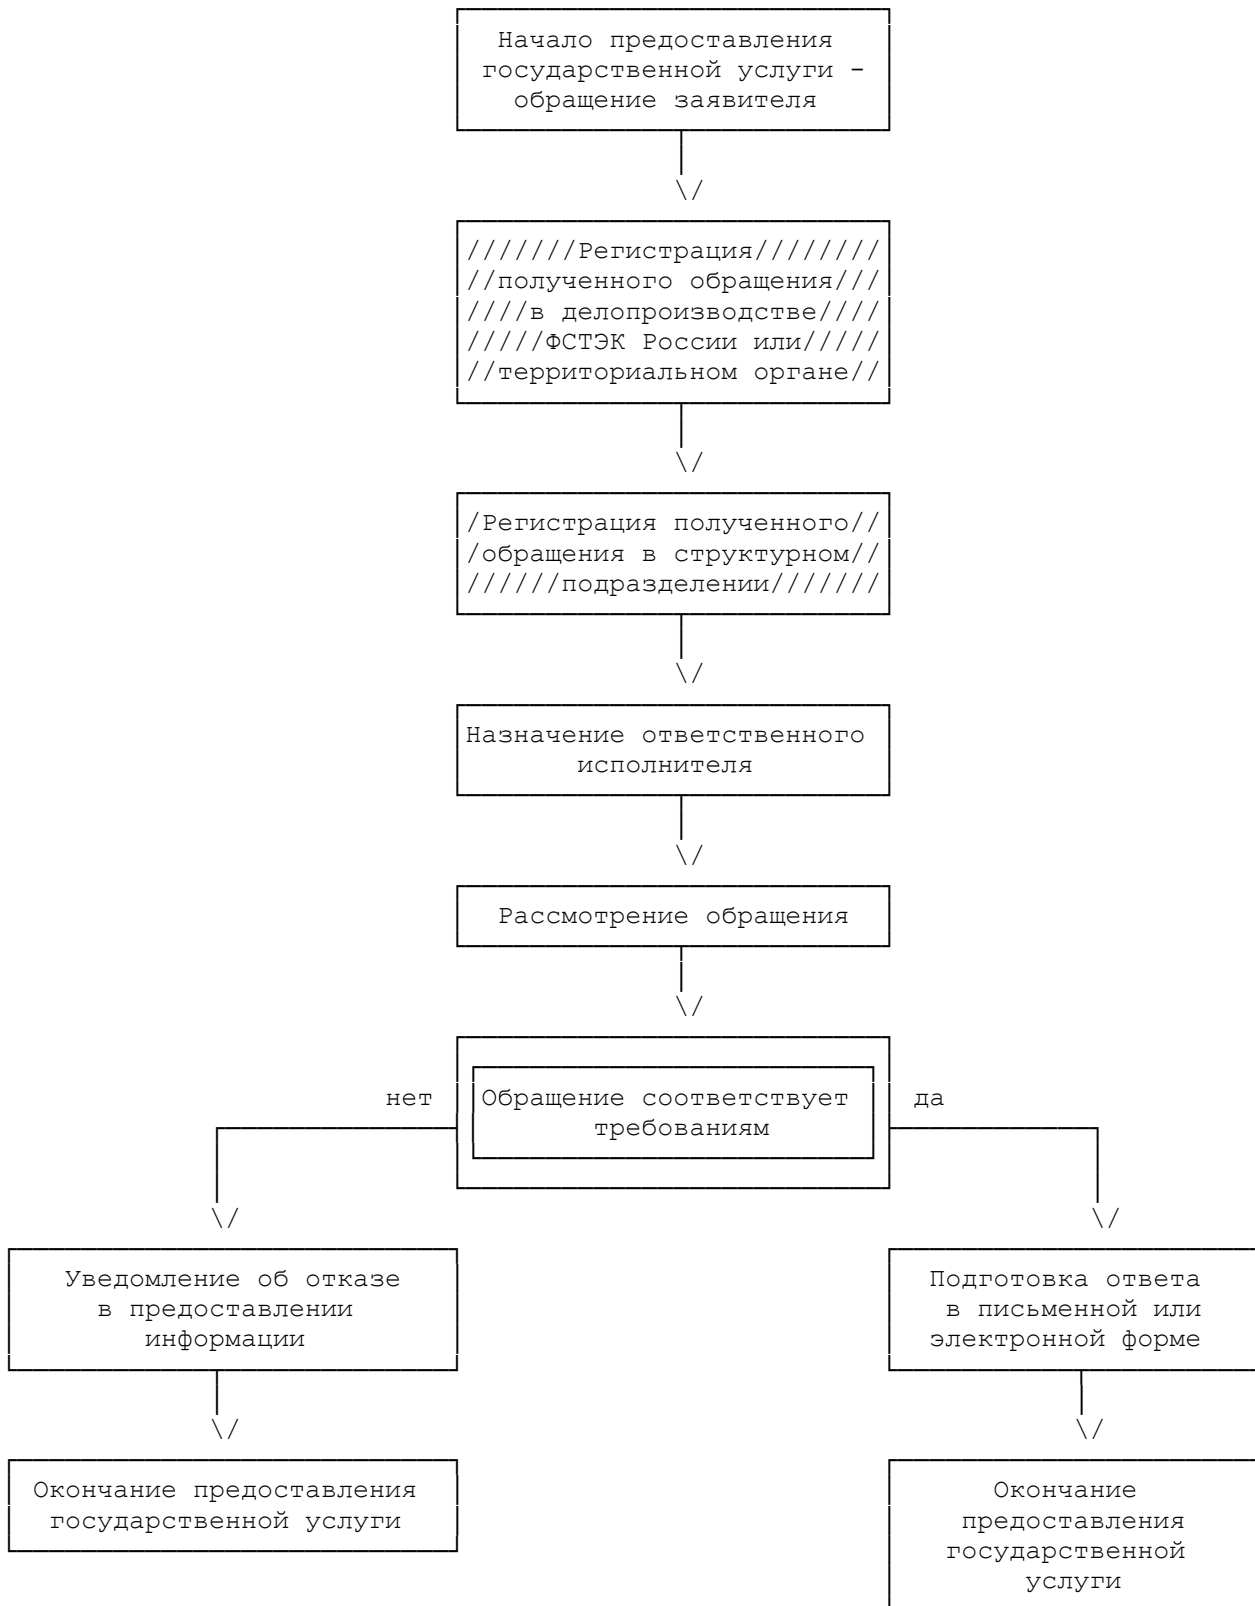 Начало предоставления
государственной услуги -
обращение заявителя
\/
///////Регистрация////////
//полученного обращения///
////в делопроизводстве////
/////ФСТЭК России или/////
//территориальном органе//
\/
/Регистрация полученного//
/обращения в структурном//
//////подразделении///////
\/
Назначение ответственного
исполнителя
\/
Рассмотрение обращения
\/
нет
Обращение соответствует
требованиям
да
\/
\/
Уведомление об отказе
в предоставлении
информации
Подготовка ответа
в письменной или
электронной форме
\/
\/
Окончание предоставления
государственной услуги
Окончание
предоставления
государственной
услуги